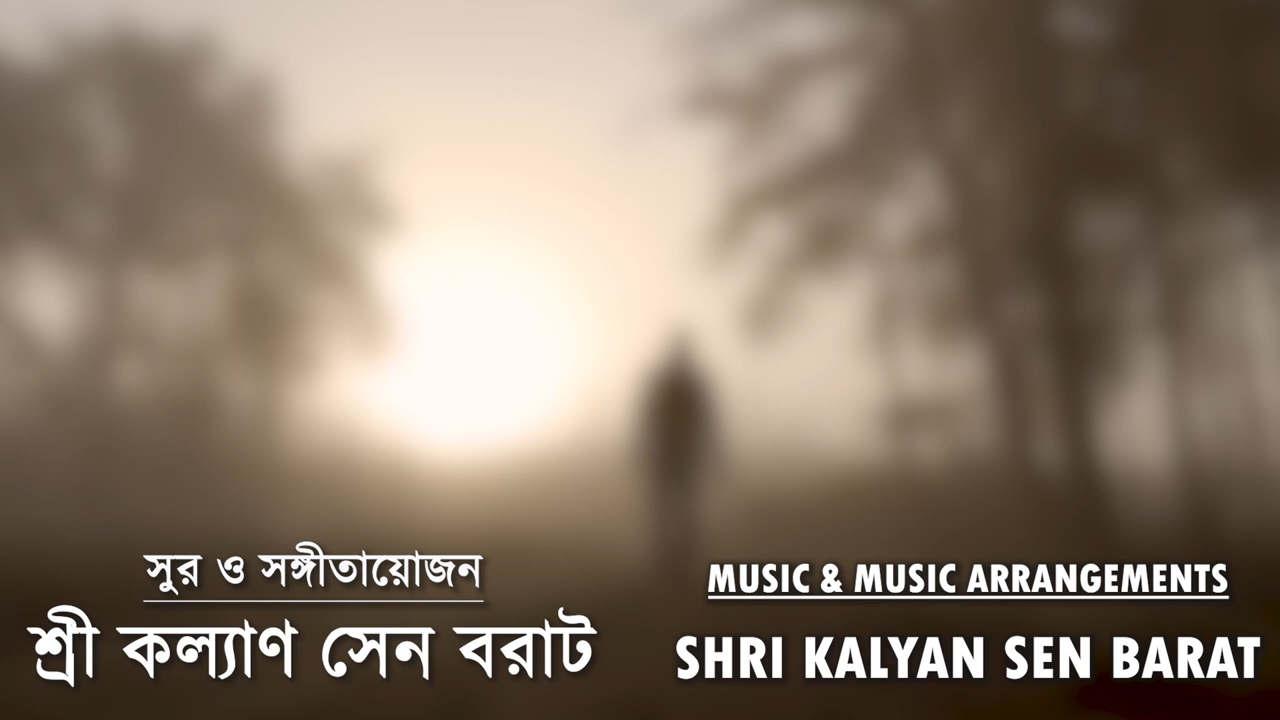 সুর ও সঙ্গীতায়োজন
শ্রী কল্যাণ সেন বরাট
MUSIC & MUSIC ARRANGEMENTS
SHRI KALYAN SEN BARAT